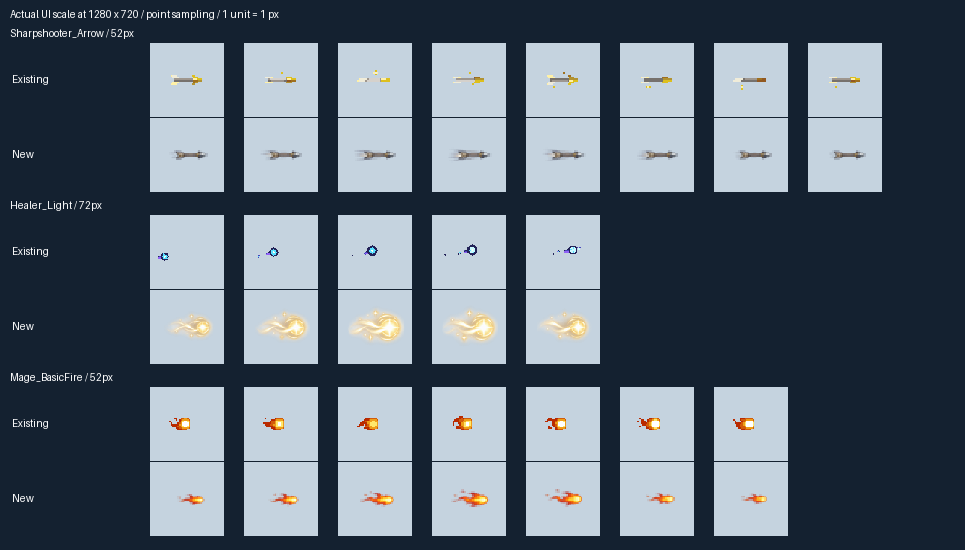 Actual UI scale at 1280 x 720 / point sampling / 1 unit = 1 px
Sharpshooter_Arrow / 52px
Existing
New
Healer_Light / 72px
Existing
New
Mage_BasicFire / 52px
Existing
New